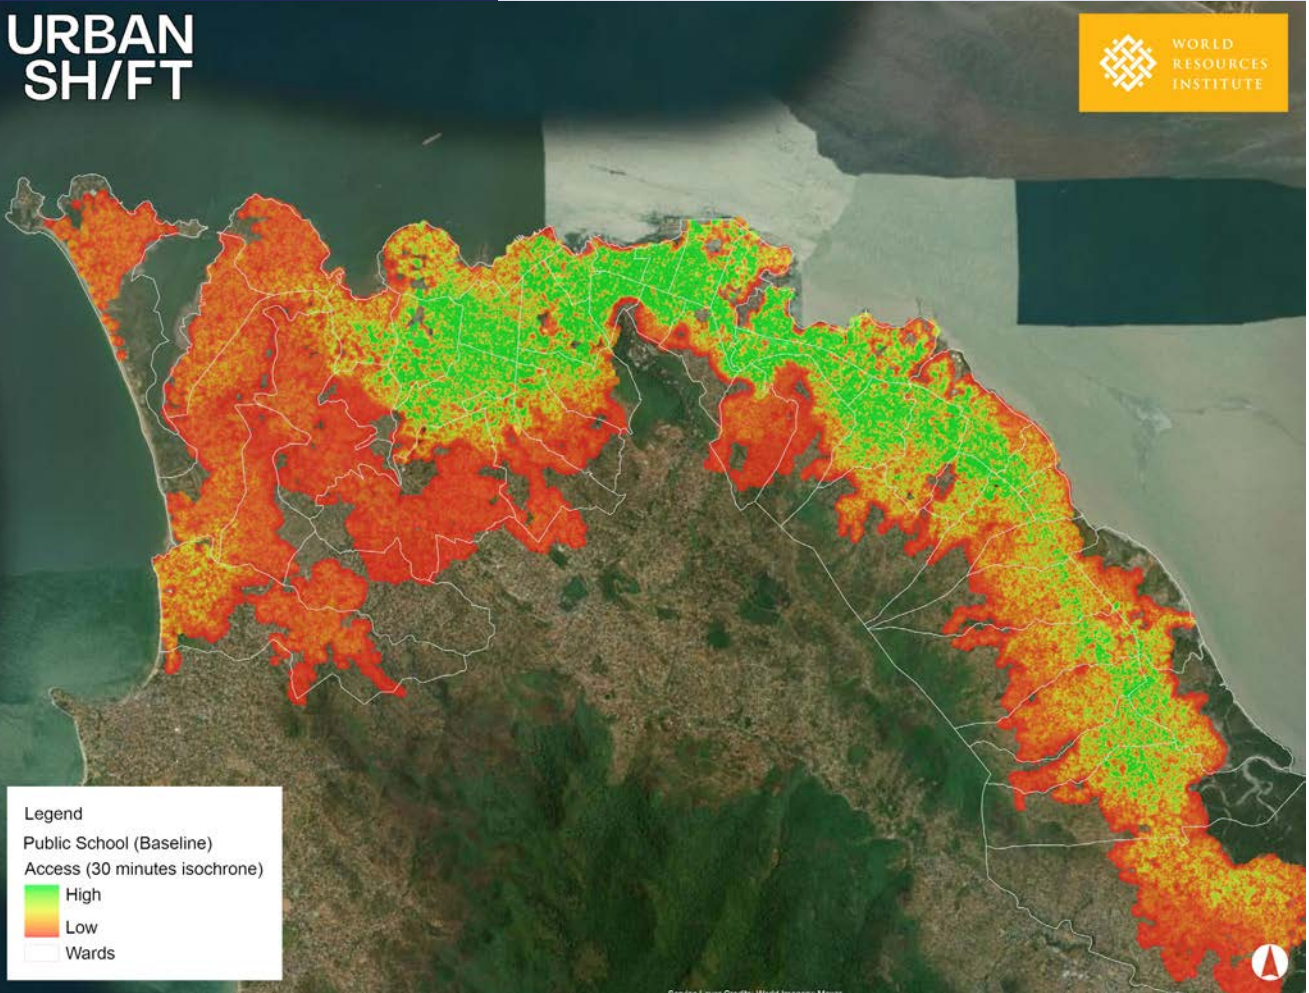 URBAN
SH/FT
WORLD
RESOURCES
INSTITUTE
Legend
Public School (Baseline)
Access (30 minutes isochrone)
High
Low
Wards